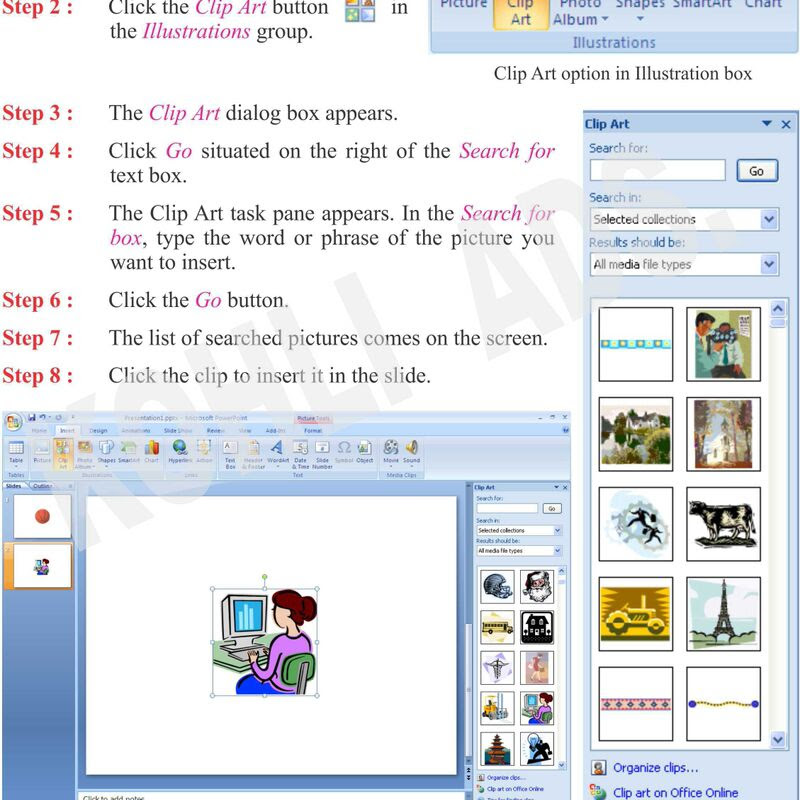 Step 2 : Click the Clip Art button in
the Illustrations group.
Picture Clip Art Photo Album Shapes SmartArt Chart
Illustrations
Clip Art option in Illustration box
Step 3 : The Clip Art dialog box appears.
Step 4 : Click Go situated on the right of the Search for
text box.
Step 5 : The Clip Art task pane appears. In the Search for
box, type the word or phrase of the picture you
want to insert.
Step 6 : Click the Go button.
Step 7 : The list of searched pictures comes on the screen.
Step 8 : Click the clip to insert it in the slide.
Clip Art
Search for:
Go
Search in:
Selected collections
Results should be:
All media file types
Organize clips...
Clip art on Office Online
Presentation1.pptx - Microsoft PowerPoint
Picture Tools
Home Insert Design Animations Slide Show Review View Add-Ins Format
Table Picture Clip Art Photo Album Shapes SmartArt Chart Hyperlink Action Text Box Header & Footer WordArt Date & Time Slide Number Symbol Object Movie Sound
Tables Illustrations Links Text Media Clips
Slides Outline
1
2
Clip Art
Search for:
Go
Search in:
Selected collections
Results should be:
All media file types
Organize clips...
Clip art on Office Online
Click to add notes
KOHLI ADS.